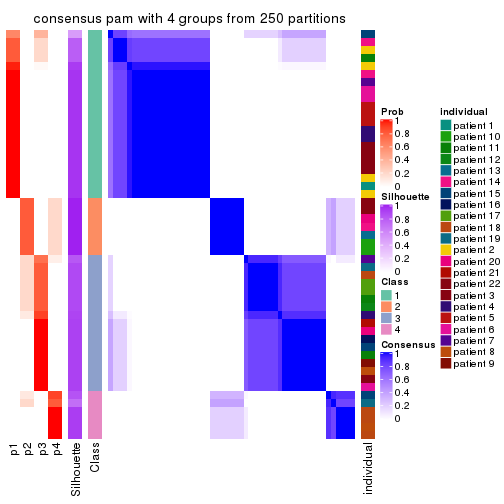 consensus pam with 4 groups from 250 partitions
p1
p2
p3
p4
Silhouette
Class
individual
Prob
1
0.8
0.6
0.4
0.2
0
Silhouette
1
0.8
0.6
0.4
0.2
0
Class
1
2
3
4
Consensus
1
0.8
0.6
0.4
0.2
0
individual
patient 1
patient 10
patient 11
patient 12
patient 13
patient 14
patient 15
patient 16
patient 17
patient 18
patient 19
patient 2
patient 20
patient 21
patient 22
patient 3
patient 5
patient 6
patient 7
patient 8
patient 9